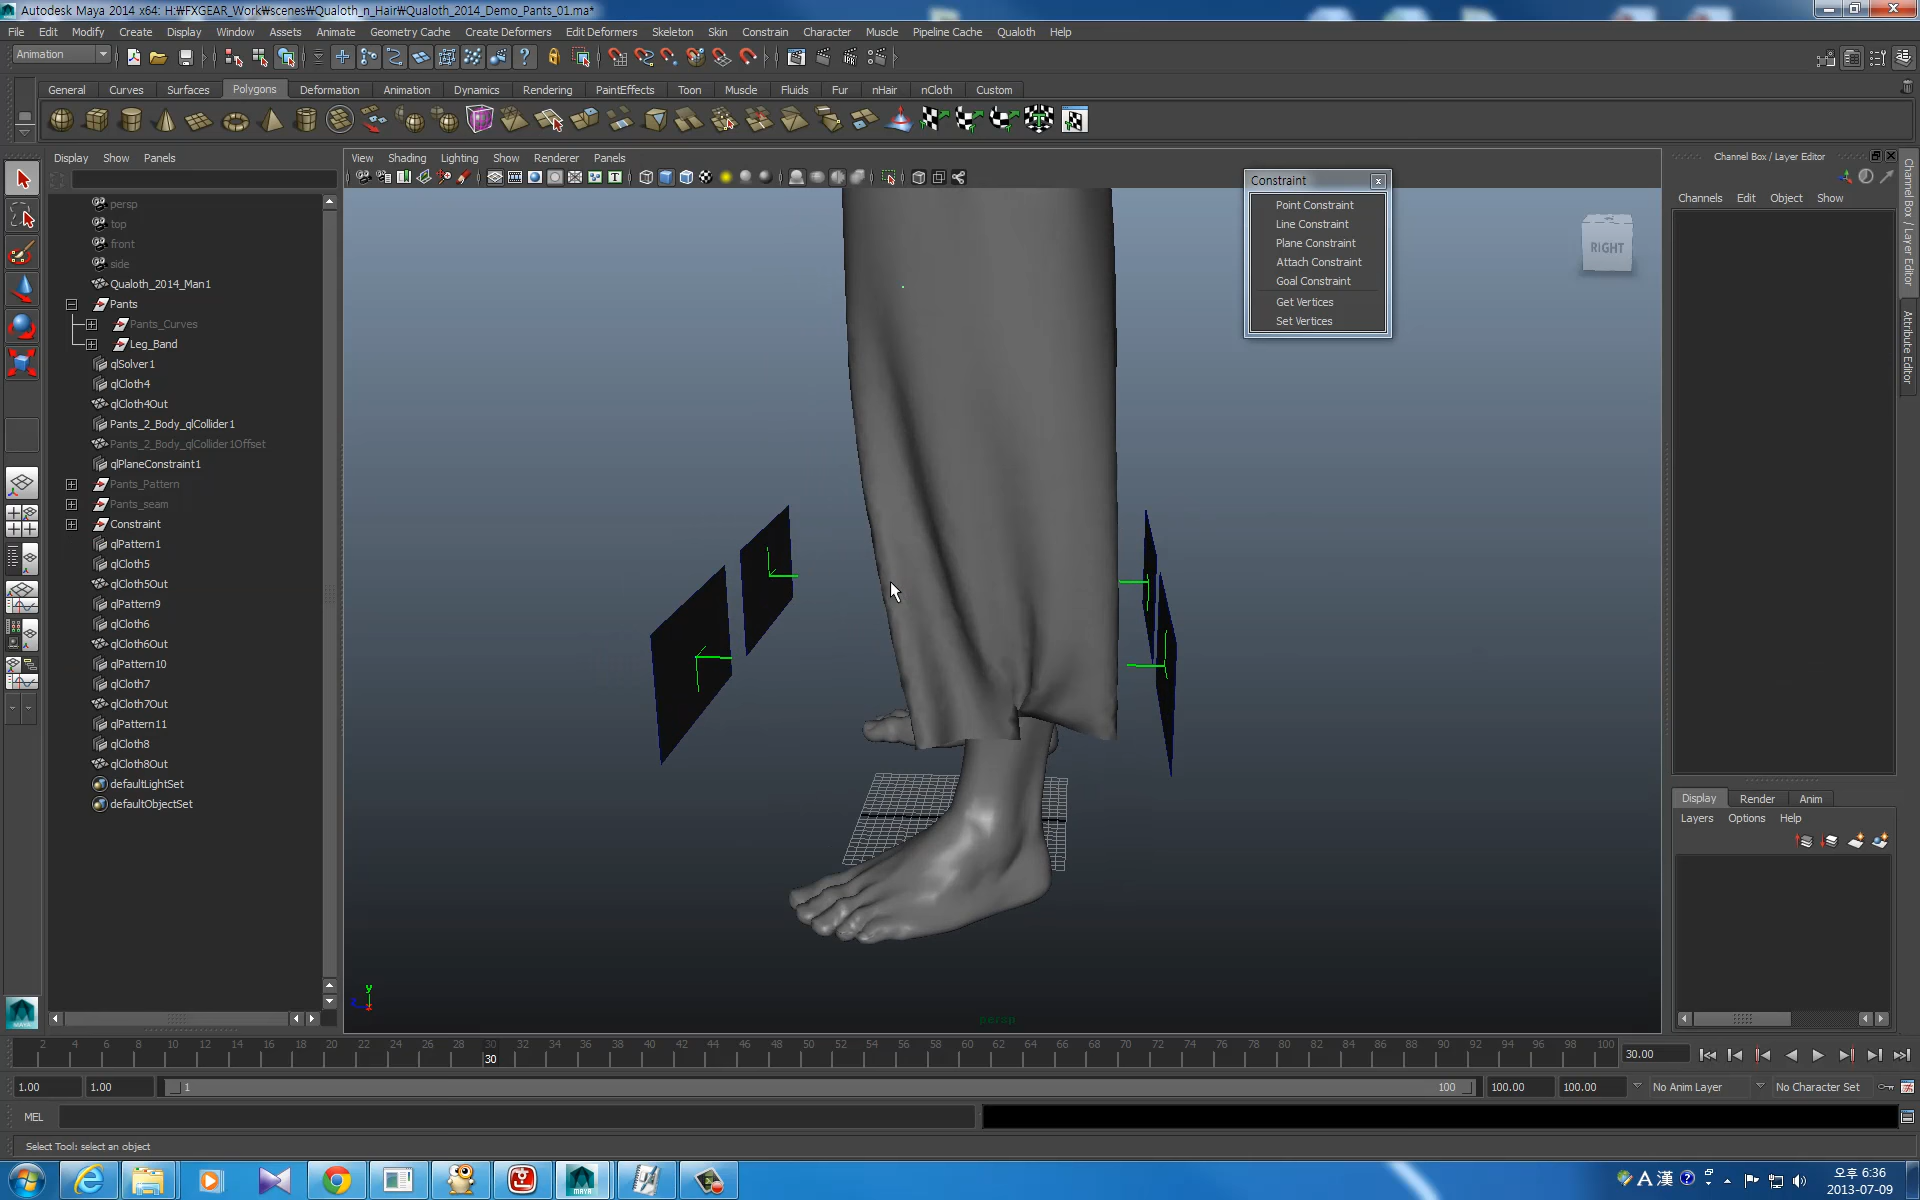 Autodesk Maya 2014 x64: H:₩FXGEAR_Work₩scenes₩Qualoth_n_Hair₩Qualoth_2014_Demo_Pants_01.ma*
File Edit Modify Create Display Window Assets Animate Geometry Cache Create Deformers Edit Deformers Skeleton Skin Constrain Character Muscle Pipeline Cache Qualoth Help
Animation
General Curves Surfaces Polygons Deformation Animation Dynamics Rendering PaintEffects Toon Muscle Fluids Fur nHair nCloth Custom
Display Show Panels
View Shading Lighting Show Renderer Panels
Channel Box / Layer Editor
Channels Edit Object Show
Channel Box / Layer Editor
Attribute Editor
persp
top
front
side
Qualoth_2014_Man1
Pants
Pants_Curves
Leg_Band
qlSolver1
qlCloth4
qlCloth4Out
Pants_2_Body_qlCollider1
Pants_2_Body_qlCollider1Offset
qlPlaneConstraint1
Pants_Pattern
Pants_seam
Constraint
qlPattern1
qlCloth5
qlCloth5Out
qlPattern9
qlCloth6
qlCloth6Out
qlPattern10
qlCloth7
qlCloth7Out
qlPattern11
qlCloth8
qlCloth8Out
defaultLightSet
defaultObjectSet
Constraint
Point Constraint
Line Constraint
Plane Constraint
Attach Constraint
Goal Constraint
Get Vertices
Set Vertices
RIGHT
y
persp
Display Render Anim
Layers Options Help
MAYA
2 4 6 8 10 12 14 16 18 20 22 24 26 28 30 32 34 36 38 40 42 44 46 48 50 52 54 56 58 60 62 64 66 68 70 72 74 76 78 80 82 84 86 88 90 92 94 96 98 100
30
30.00
1.00 1.00 1 100 100.00 100.00 No Anim Layer No Character Set
MEL
Select Tool: select an object
MAYA
A 漢
오후 6:36
2013-07-09